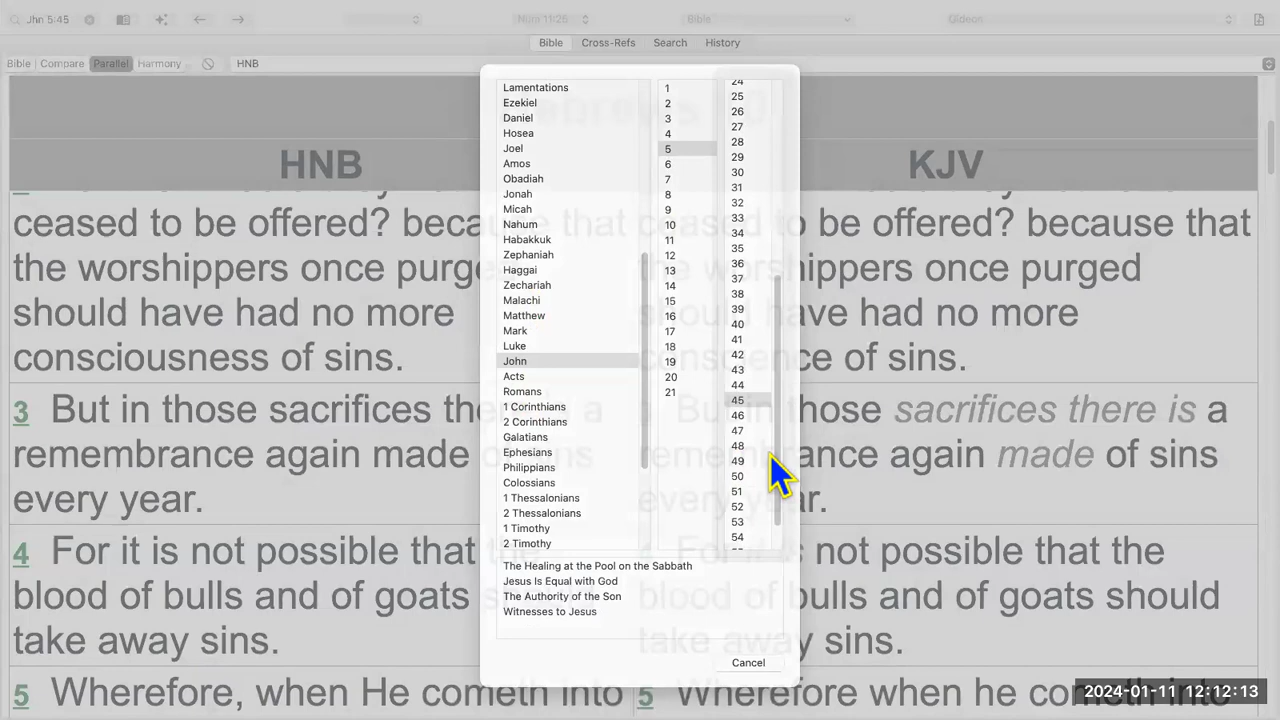 Jhn 5:45
Num 11:26
Bible
Gideon
Bible Cross-Refs Search History
Bible Compare Parallel Harmony HNB
Hebrews 10
HNB
KJV
ceased to be offered? because that
the worshippers once purged
should have had no more
consciousness of sins.
3 But in those sacrifices there is a
remembrance again made of sins
every year.
4 For it is not possible that the
blood of bulls and of goats should
take away sins.
5 Wherefore, when He cometh into
ceased to be offered? because that
the worshippers once purged
should have had no more
conscience of sins.
3 But in those sacrifices there is a
remembrance again made of sins
every year.
4 For it is not possible that the
blood of bulls and of goats should
take away sins.
5 Wherefore when he cometh into
Lamentations
Ezekiel
Daniel
Hosea
Joel
Amos
Obadiah
Jonah
Micah
Nahum
Habakkuk
Zephaniah
Haggai
Zechariah
Malachi
Matthew
Mark
Luke
John
Acts
Romans
1 Corinthians
2 Corinthians
Galatians
Ephesians
Philippians
Colossians
1 Thessalonians
2 Thessalonians
1 Timothy
2 Timothy
1
2
3
4
5
6
7
8
9
10
11
12
13
14
15
16
17
18
19
20
21
24
25
26
27
28
29
30
31
32
33
34
35
36
37
38
39
40
41
42
43
44
45
46
47
48
49
50
51
52
53
54
The Healing at the Pool on the Sabbath
Jesus Is Equal with God
The Authority of the Son
Witnesses to Jesus
Cancel
2024-01-11 12:12:13